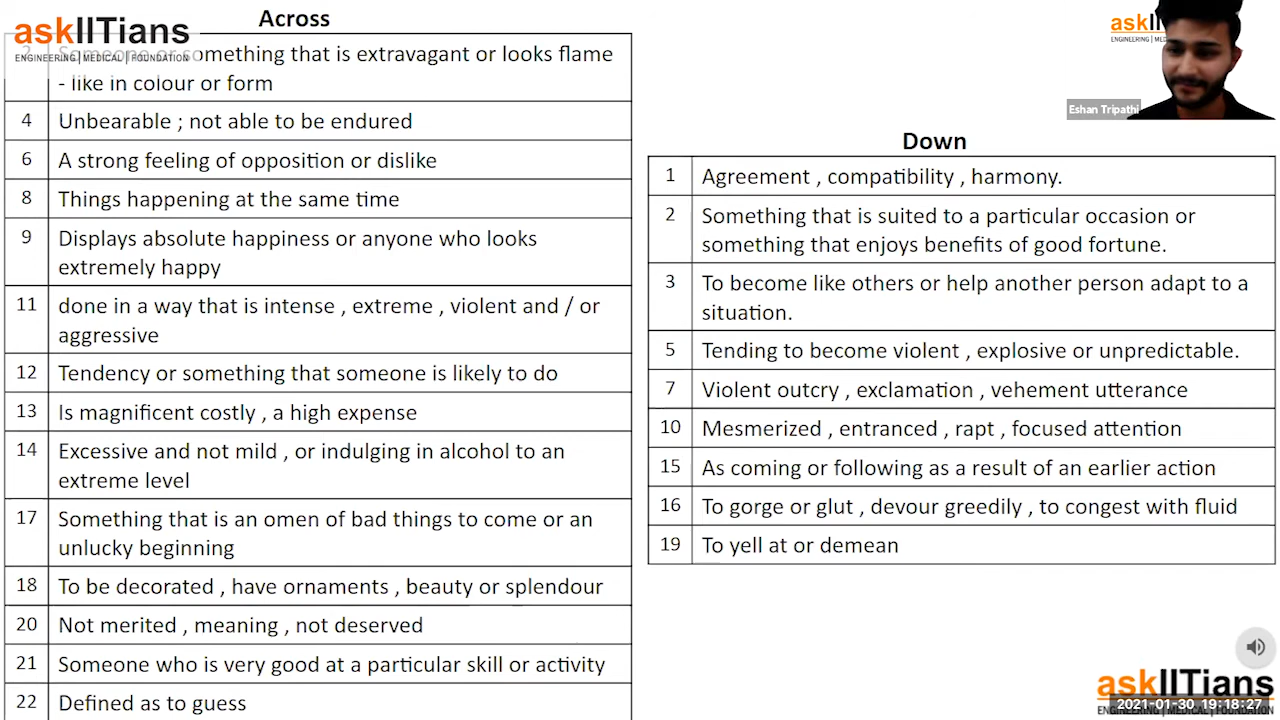 Across
askIITians
ENGINEERING | MEDICAL | FOUNDATION
2 Someone or something that is extravagant or looks flame
- like in colour or form
4 Unbearable ; not able to be endured
6 A strong feeling of opposition or dislike
8 Things happening at the same time
9 Displays absolute happiness or anyone who looks
extremely happy
11 done in a way that is intense , extreme , violent and / or
aggressive
12 Tendency or something that someone is likely to do
13 Is magnificent costly , a high expense
14 Excessive and not mild , or indulging in alcohol to an
extreme level
17 Something that is an omen of bad things to come or an
unlucky beginning
18 To be decorated , have ornaments , beauty or splendour
20 Not merited , meaning , not deserved
21 Someone who is very good at a particular skill or activity
22 Defined as to guess
askII
ENGINEERING | MED
Eshan Tripathi
Down
1 Agreement , compatibility , harmony.
2 Something that is suited to a particular occasion or
something that enjoys benefits of good fortune.
3 To become like others or help another person adapt to a
situation.
5 Tending to become violent , explosive or unpredictable.
7 Violent outcry , exclamation , vehement utterance
10 Mesmerized , entranced , rapt , focused attention
15 As coming or following as a result of an earlier action
16 To gorge or glut , devour greedily , to congest with fluid
19 To yell at or demean
askIITians
2021-01-30 19:18:27